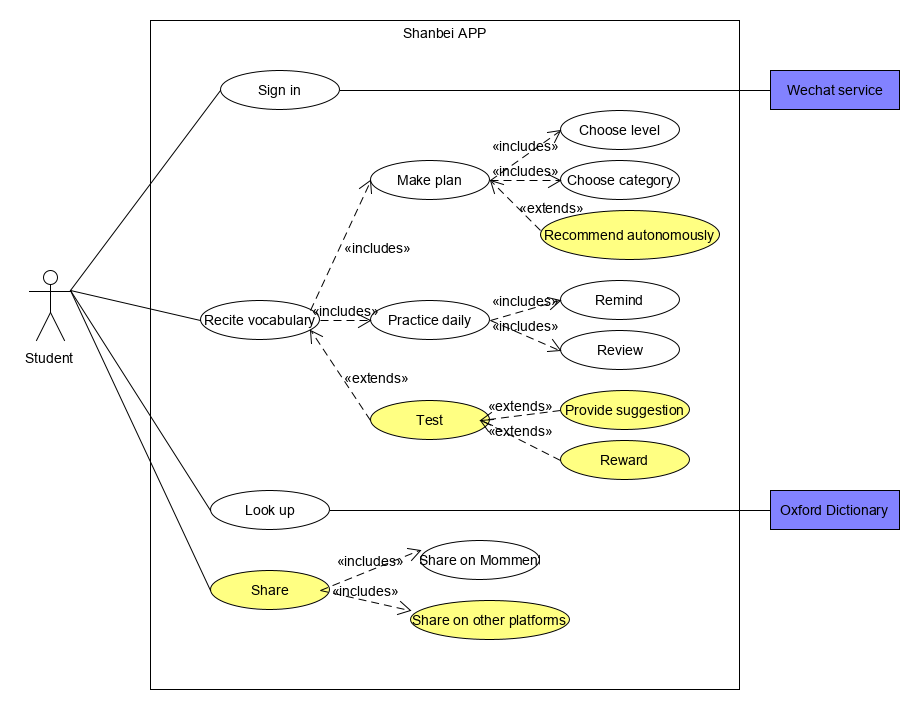 Shanbei APP
Sign in
Wechat service
Choose level
«includes»
«includes»
Make plan
Choose category
«extends»
Recommend autonomously
«includes»
Student
Recite vocabulary
«includes»
Practice daily
«includes»
Remind
«includes»
Review
«extends»
Test
«extends»
Provide suggestion
«extends»
Reward
Look up
Oxford Dictionary
Share
«includes»
Share on Momment
«includes»
Share on other platforms